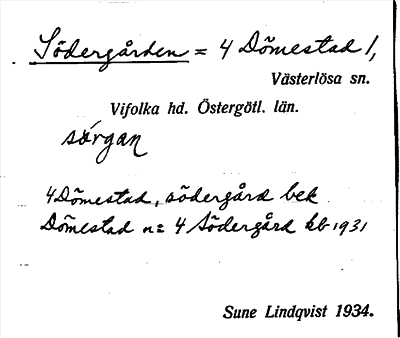 Södergården = 4 Dömestad 1,
Västerlösa sn.
Vifolka hd. Östergötl. län.
sörgan
4 Dömestad, södergård bek
Dömestad n= 4 Södergård kb 1931
Sune Lindqvist 1934.